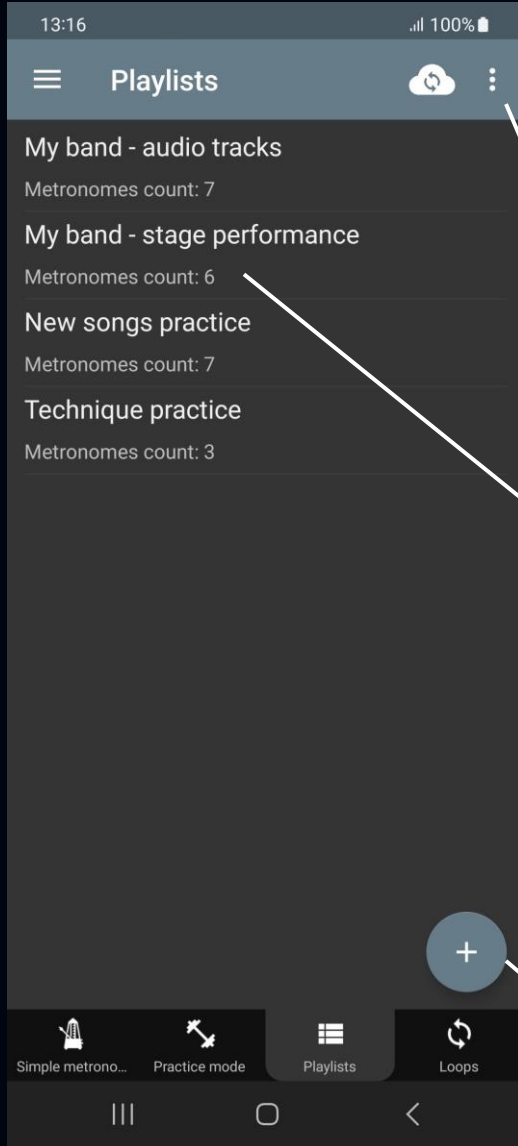 13:16
100%
Playlists
My band - audio tracks
Metronomes count: 7
My band - stage performance
Metronomes count: 6
New songs practice
Metronomes count: 7
Technique practice
Metronomes count: 3
+
Simple metrono... Practice mode Playlists Loops